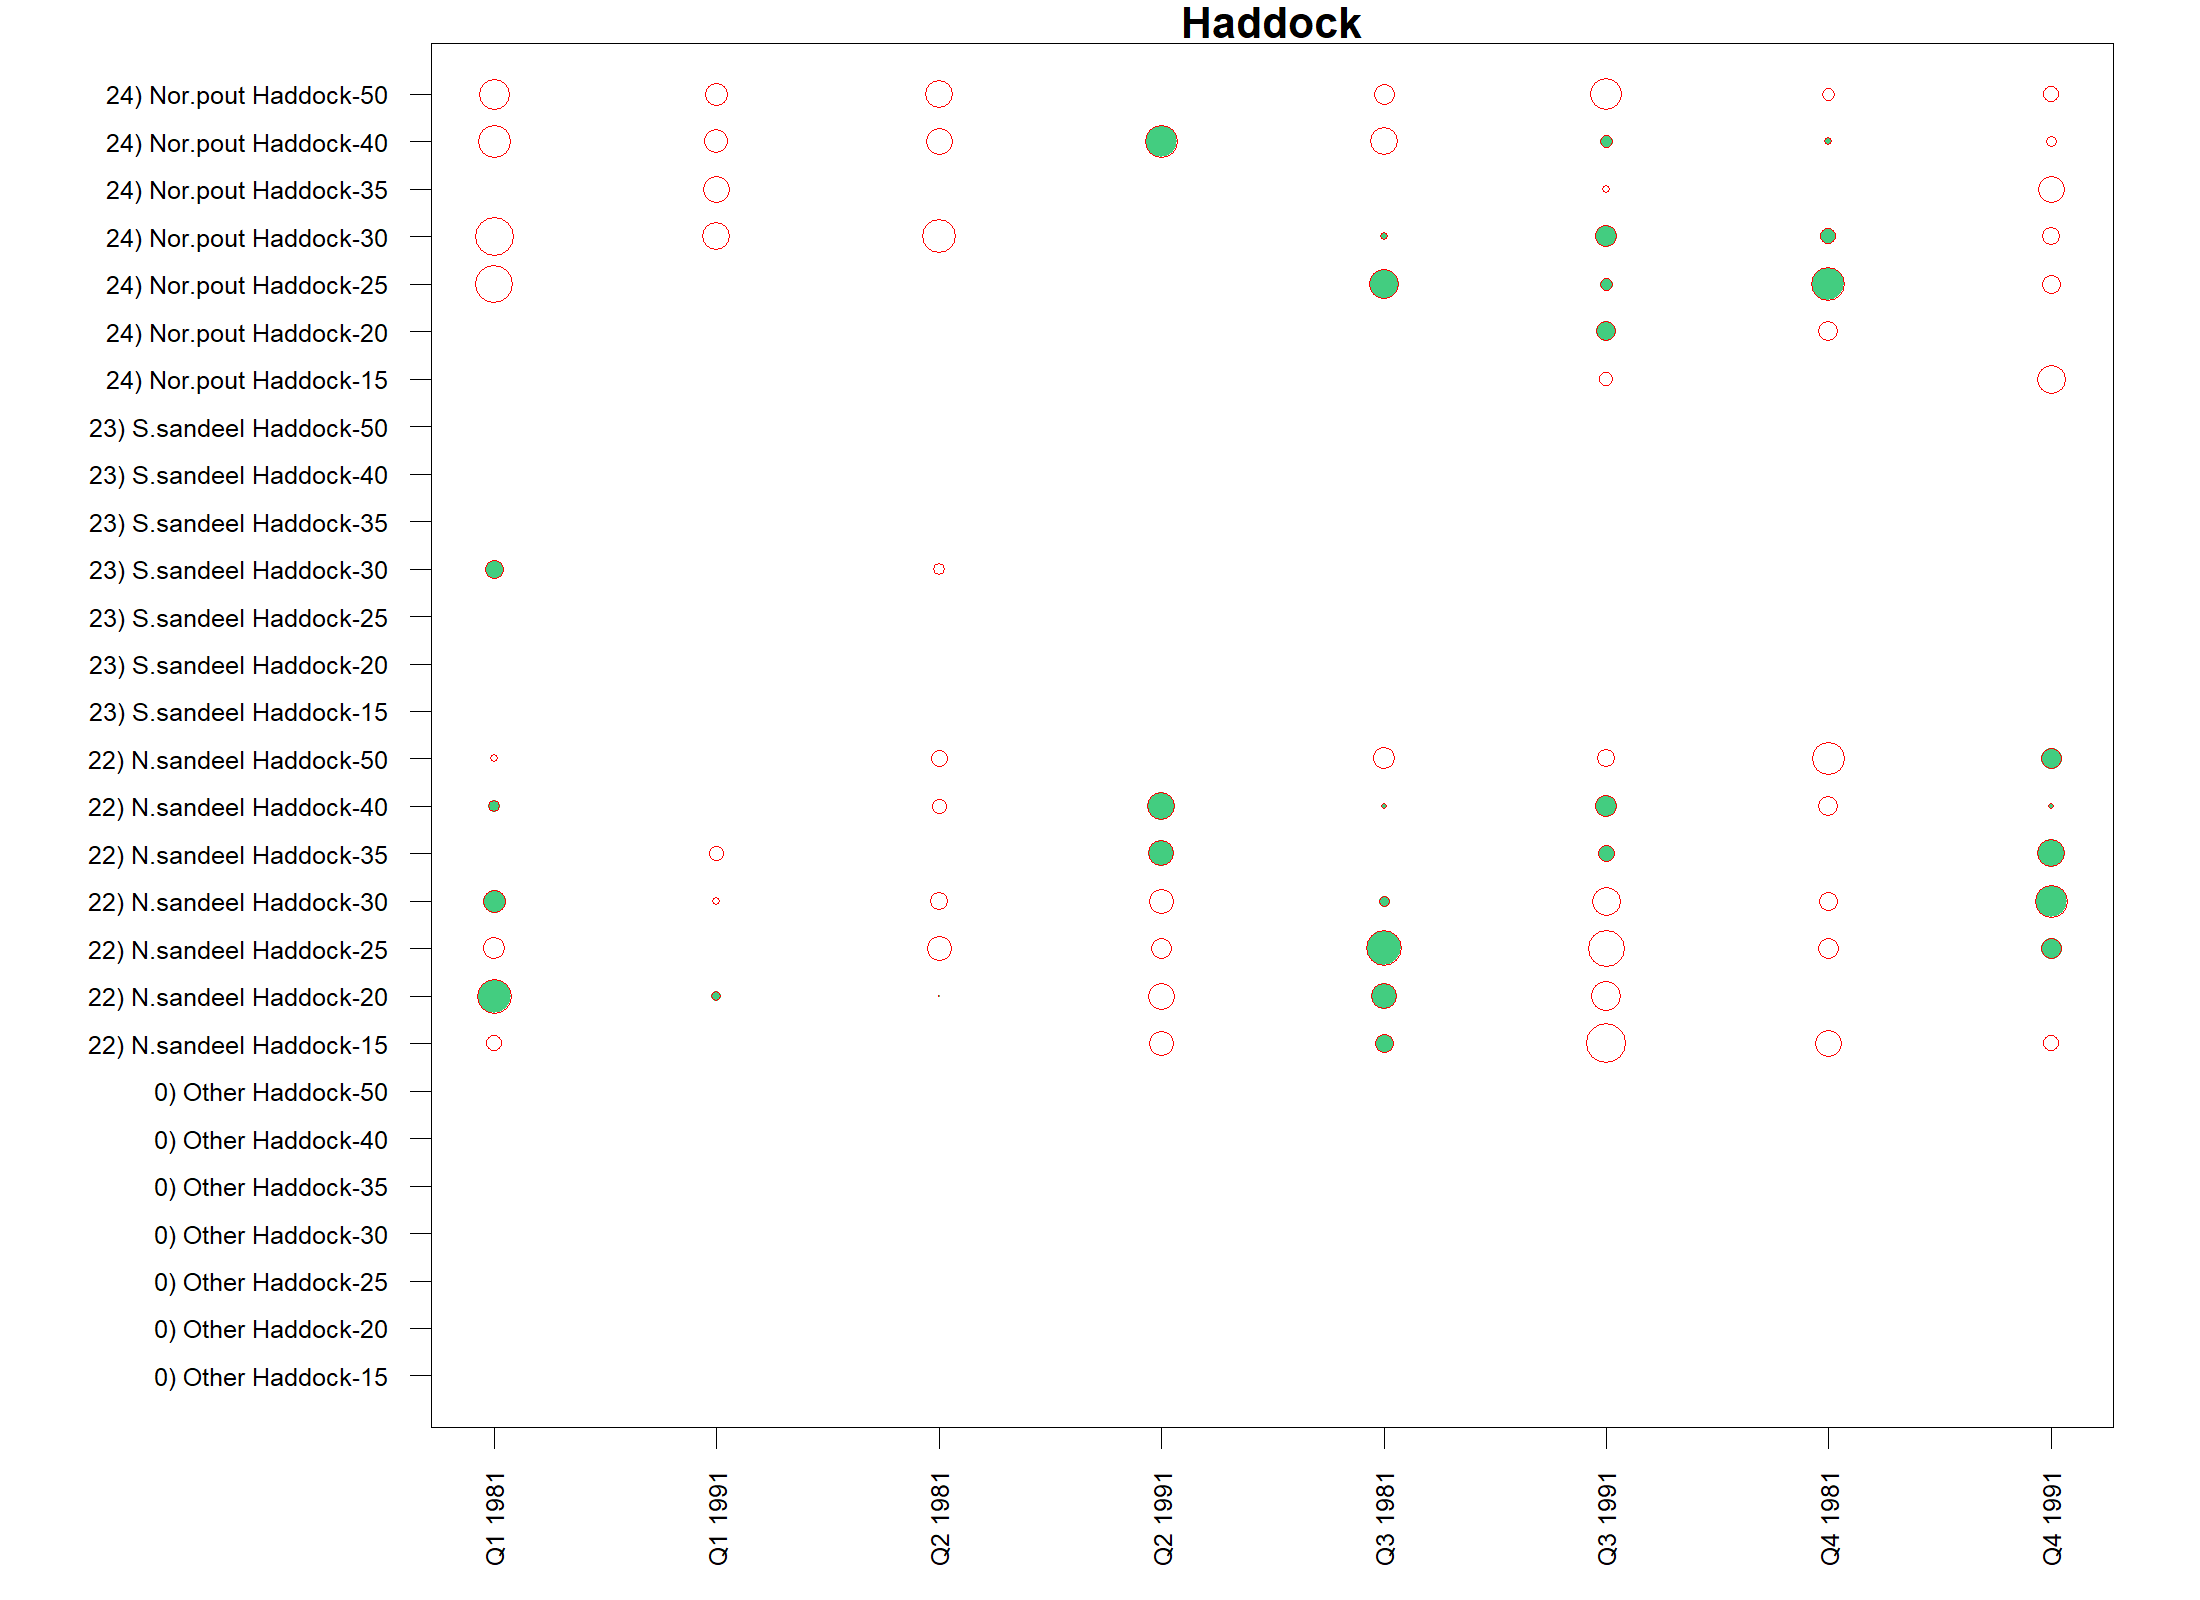 Haddock
24) Nor.pout Haddock-50
24) Nor.pout Haddock-40
24) Nor.pout Haddock-35
24) Nor.pout Haddock-30
24) Nor.pout Haddock-25
24) Nor.pout Haddock-20
24) Nor.pout Haddock-15
23) S.sandeel Haddock-50
23) S.sandeel Haddock-40
23) S.sandeel Haddock-35
23) S.sandeel Haddock-30
23) S.sandeel Haddock-25
23) S.sandeel Haddock-20
23) S.sandeel Haddock-15
22) N.sandeel Haddock-50
22) N.sandeel Haddock-40
22) N.sandeel Haddock-35
22) N.sandeel Haddock-30
22) N.sandeel Haddock-25
22) N.sandeel Haddock-20
22) N.sandeel Haddock-15
0) Other Haddock-50
0) Other Haddock-40
0) Other Haddock-35
0) Other Haddock-30
0) Other Haddock-25
0) Other Haddock-20
0) Other Haddock-15
Q1 1981
Q1 1991
Q2 1981
Q2 1991
Q3 1981
Q3 1991
Q4 1981
Q4 1991